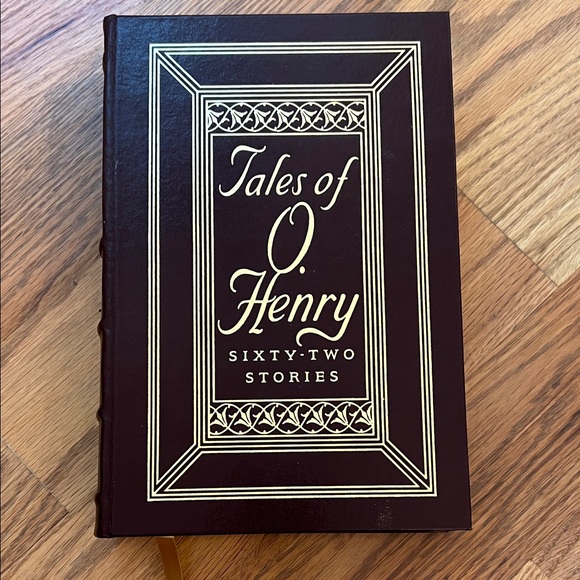 Tales of
O.
Henry
SIXTY-TWO
STORIES